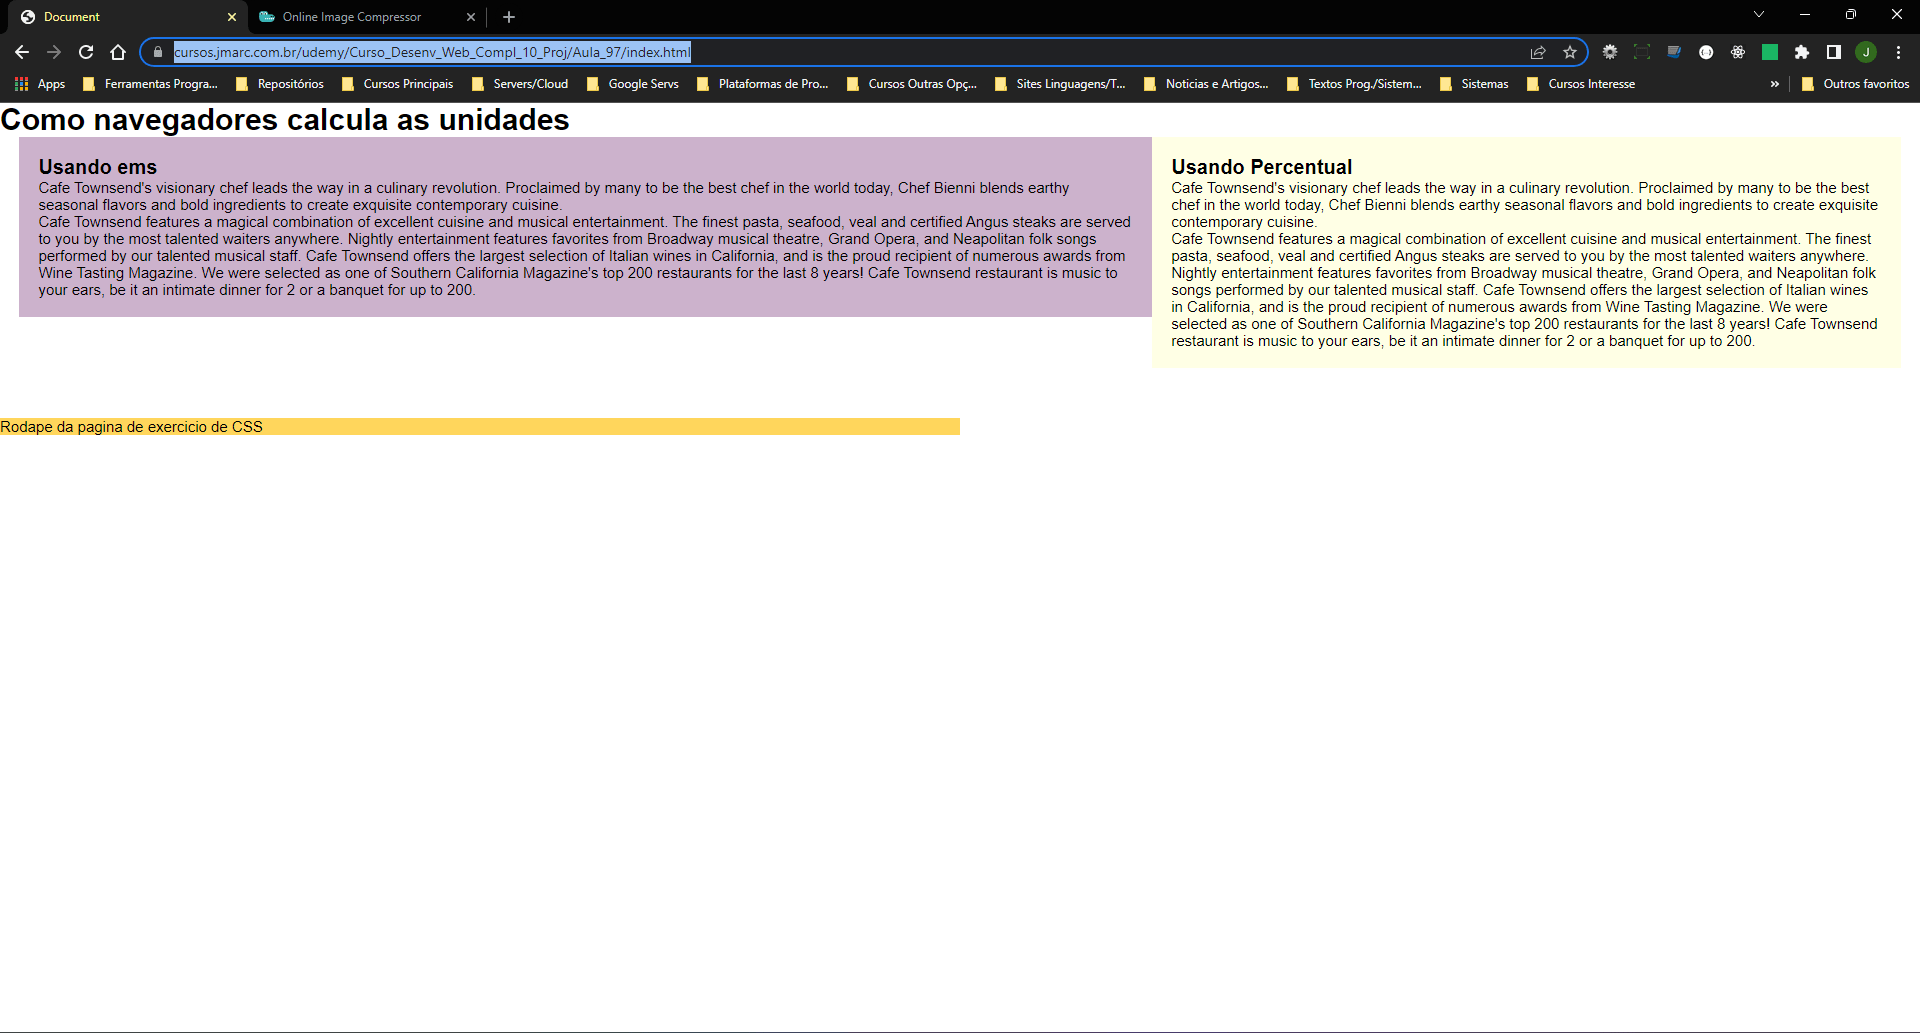 Document
Online Image Compressor
cursos.jmarc.com.br/udemy/Curso_Desenv_Web_Compl_10_Proj/Aula_97/index.html
J
Apps Ferramentas Progra... Repositórios Cursos Principais Servers/Cloud Google Servs Plataformas de Pro... Cursos Outras Opç... Sites Linguagens/T... Noticias e Artigos... Textos Prog./Sistem... Sistemas Cursos Interesse » Outros favoritos
Como navegadores calcula as unidades
Usando ems
Cafe Townsend's visionary chef leads the way in a culinary revolution. Proclaimed by many to be the best chef in the world today, Chef Bienni blends earthy
seasonal flavors and bold ingredients to create exquisite contemporary cuisine.
Cafe Townsend features a magical combination of excellent cuisine and musical entertainment. The finest pasta, seafood, veal and certified Angus steaks are served
to you by the most talented waiters anywhere. Nightly entertainment features favorites from Broadway musical theatre, Grand Opera, and Neapolitan folk songs
performed by our talented musical staff. Cafe Townsend offers the largest selection of Italian wines in California, and is the proud recipient of numerous awards from
Wine Tasting Magazine. We were selected as one of Southern California Magazine's top 200 restaurants for the last 8 years! Cafe Townsend restaurant is music to
your ears, be it an intimate dinner for 2 or a banquet for up to 200.
Usando Percentual
Cafe Townsend's visionary chef leads the way in a culinary revolution. Proclaimed by many to be the best
chef in the world today, Chef Bienni blends earthy seasonal flavors and bold ingredients to create exquisite
contemporary cuisine.
Cafe Townsend features a magical combination of excellent cuisine and musical entertainment. The finest
pasta, seafood, veal and certified Angus steaks are served to you by the most talented waiters anywhere.
Nightly entertainment features favorites from Broadway musical theatre, Grand Opera, and Neapolitan folk
songs performed by our talented musical staff. Cafe Townsend offers the largest selection of Italian wines
in California, and is the proud recipient of numerous awards from Wine Tasting Magazine. We were
selected as one of Southern California Magazine's top 200 restaurants for the last 8 years! Cafe Townsend
restaurant is music to your ears, be it an intimate dinner for 2 or a banquet for up to 200.
Rodape da pagina de exercicio de CSS